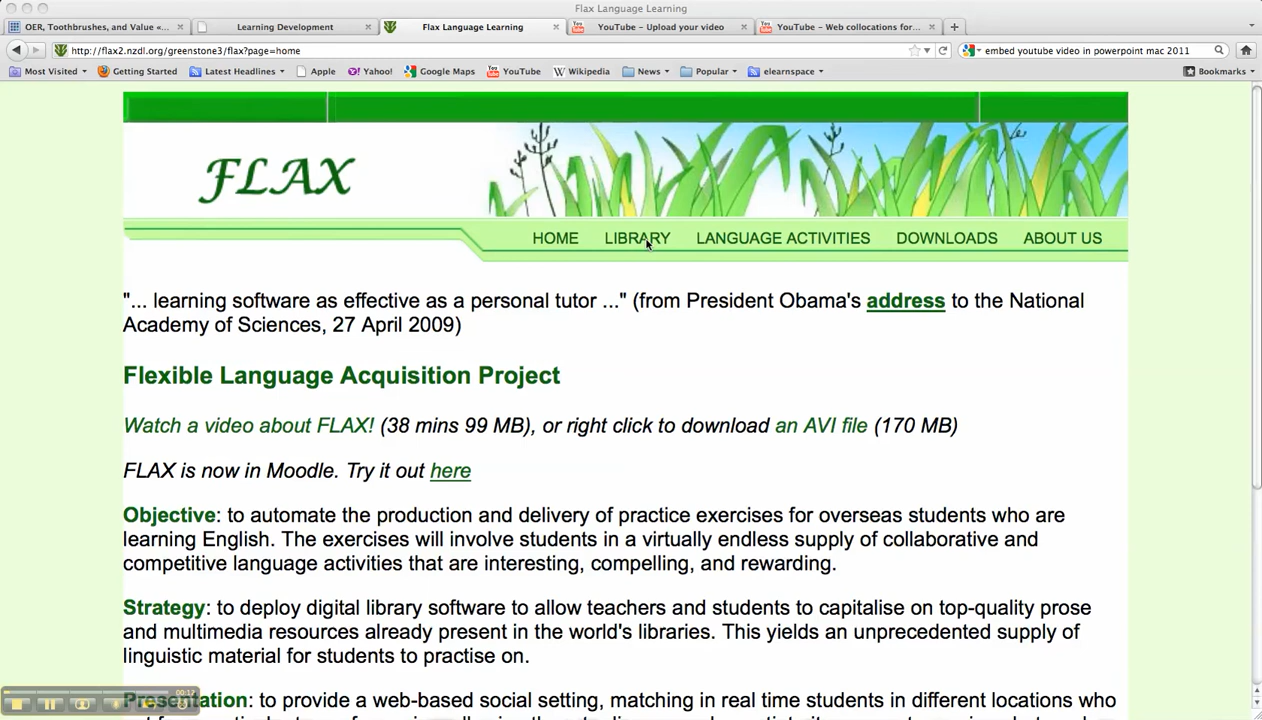 Flax Language Learning
OER, Toothbrushes, and Value «...
Learning Development
Flax Language Learning
YouTube – Upload your video
YouTube – Web collocations for...
http://flax2.nzdl.org/greenstone3/flax?page=home
embed youtube video in powerpoint mac 2011
Most Visited
Getting Started
Latest Headlines
Apple
Yahoo!
Google Maps
YouTube
Wikipedia
News
Popular
elearnspace
Bookmarks
FLAX
HOME LIBRARY LANGUAGE ACTIVITIES DOWNLOADS ABOUT US
"... learning software as effective as a personal tutor ..." (from President Obama's address to the National
Academy of Sciences, 27 April 2009)
Flexible Language Acquisition Project
Watch a video about FLAX! (38 mins 99 MB), or right click to download an AVI file (170 MB)
FLAX is now in Moodle. Try it out here
Objective: to automate the production and delivery of practice exercises for overseas students who are
learning English. The exercises will involve students in a virtually endless supply of collaborative and
competitive language activities that are interesting, compelling, and rewarding.
Strategy: to deploy digital library software to allow teachers and students to capitalise on top-quality prose
and multimedia resources already present in the world's libraries. This yields an unprecedented supply of
linguistic material for students to practise on.
Presentation: to provide a web-based social setting, matching in real time students in different locations who